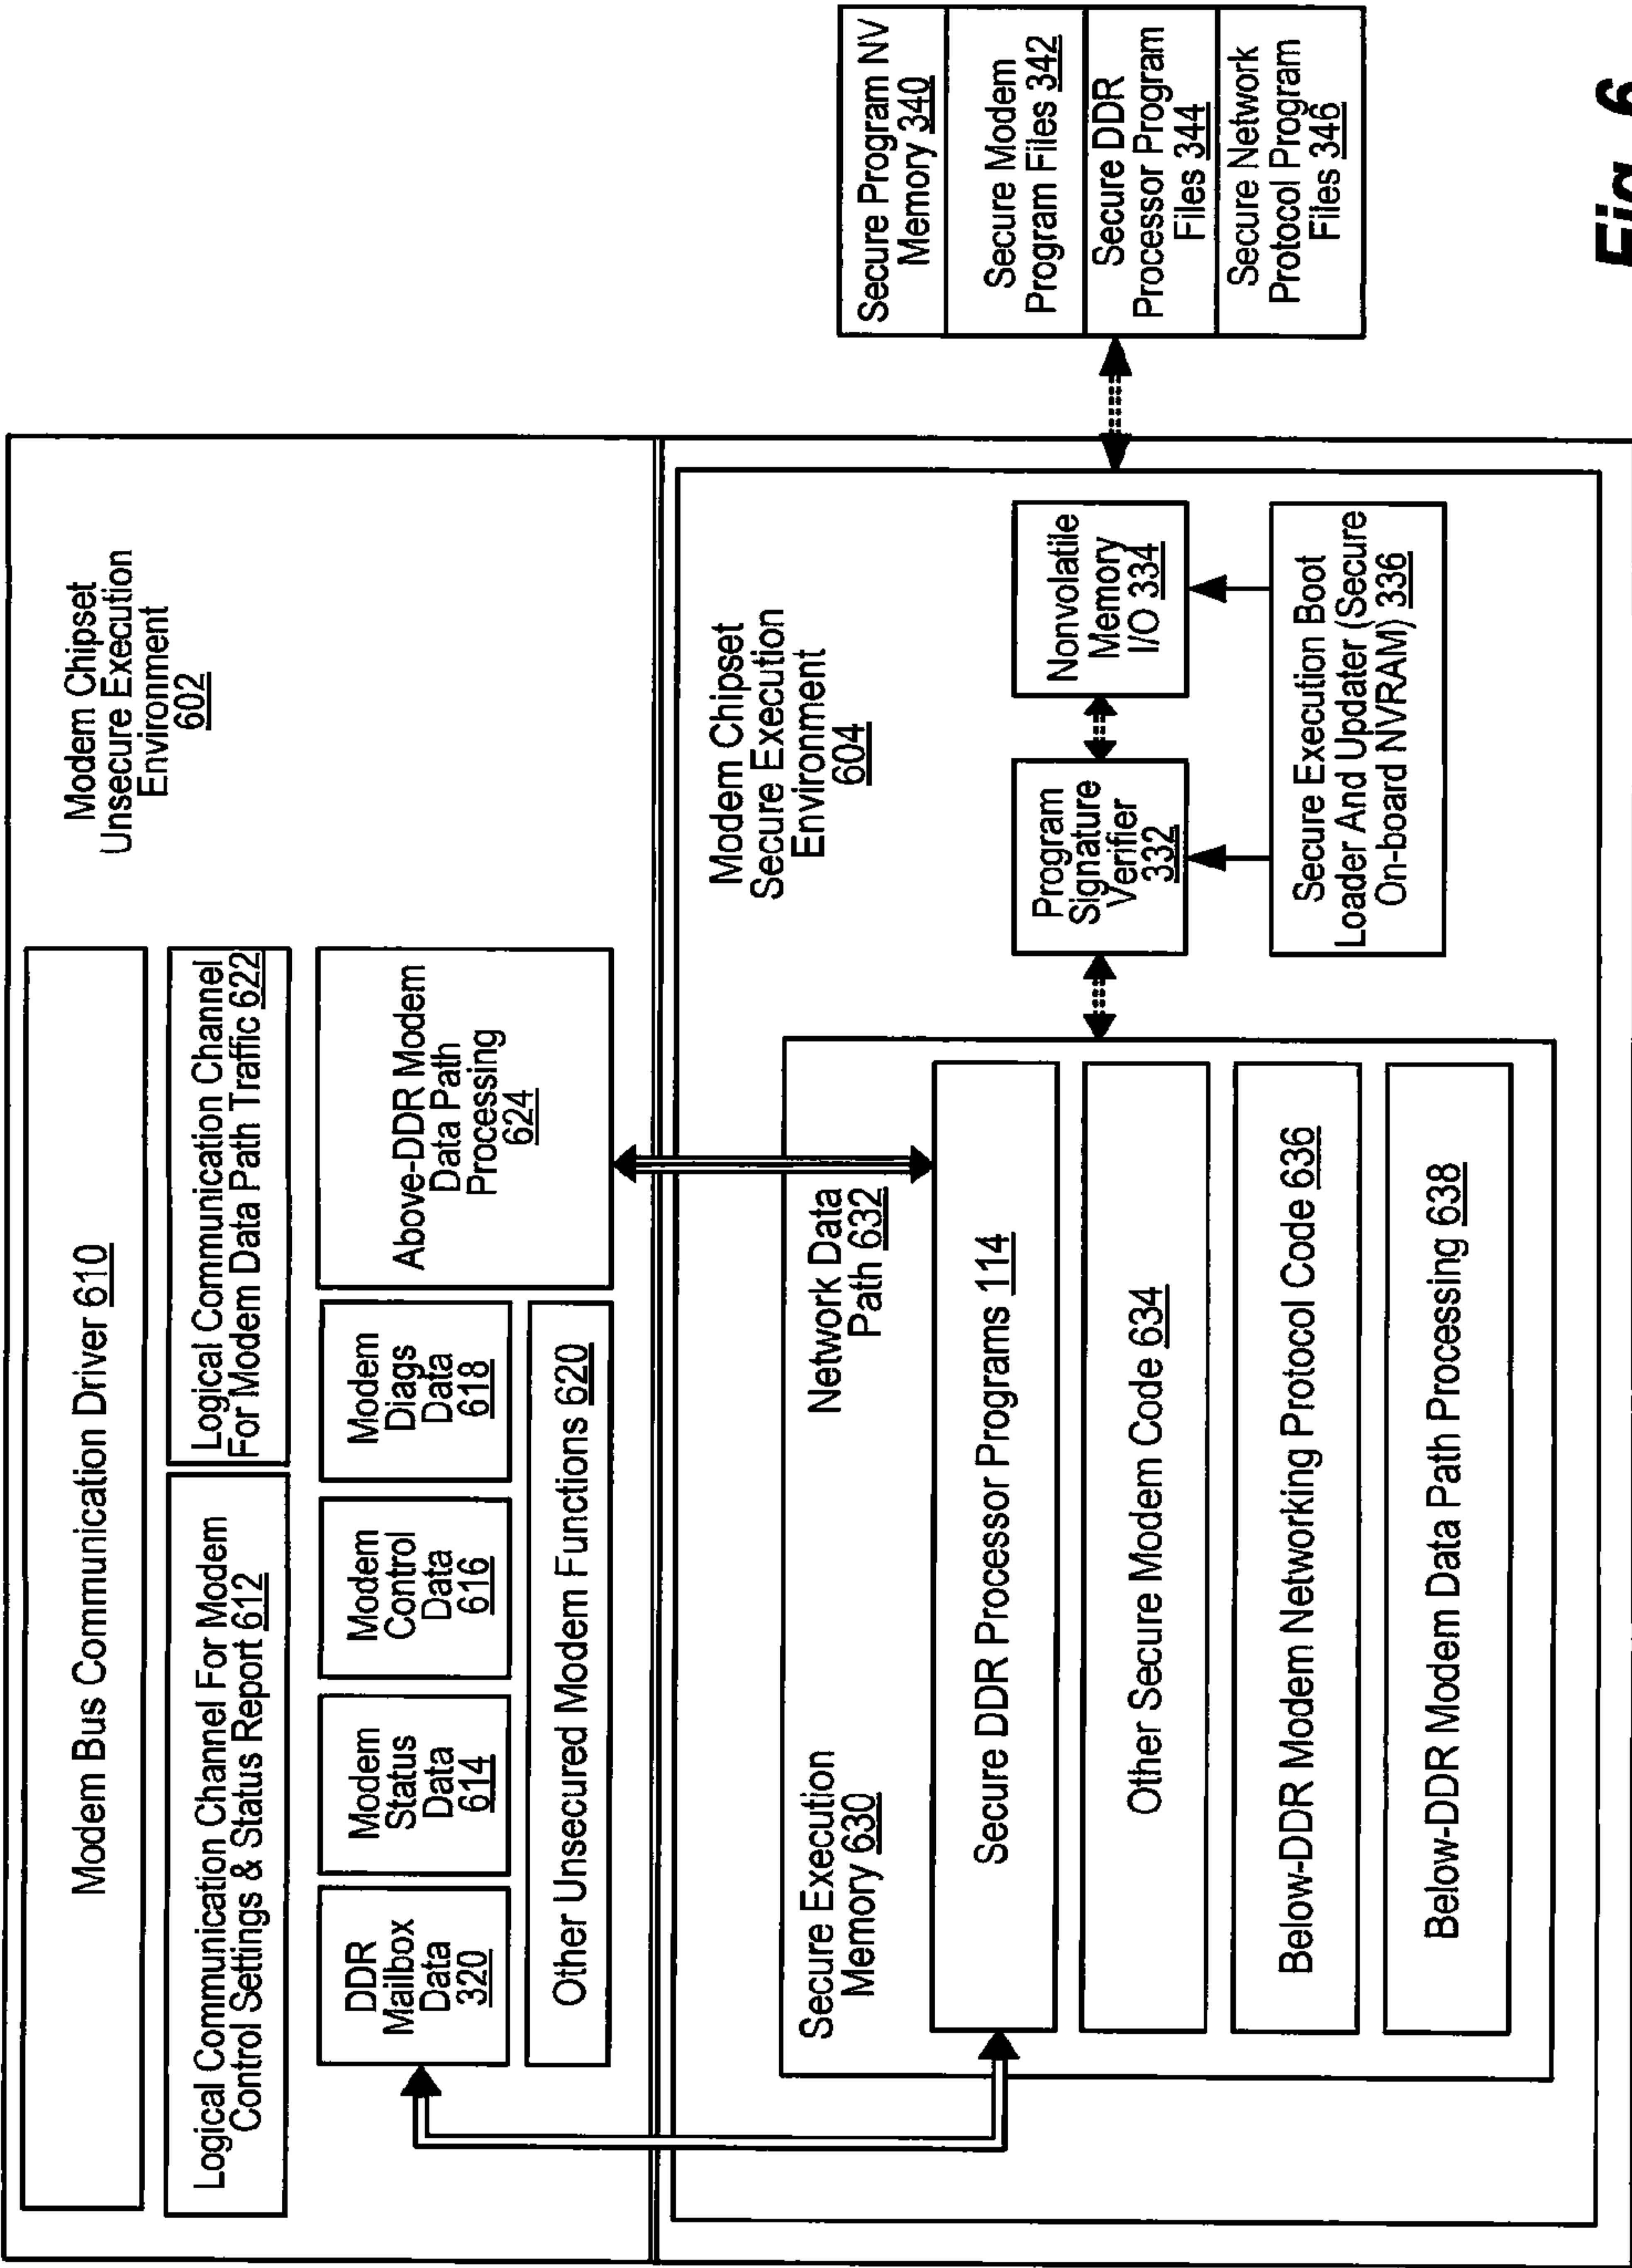 Modem Bus Communication Driver 610
Logical Communication Channel For Modem
Control Settings & Status Report 612
Logical Communication Channel
For Modem Data Path Traffic 622
DDR
Mailbox
Data
320
Modem
Status
Data
614
Modem
Control
Data
616
Modem
Diags
Data
618
Other Unsecured Modem Functions 620
Above-DDR Modem
Data Path
Processing
624
Modem Chipset
Unsecure Execution
Environment
602
Modem Chipset
Secure Execution
Environment
604
Secure Execution
Memory 630
Network Data
Path 632
Secure DDR Processor Programs 114
Other Secure Modem Code 634
Below-DDR Modem Networking Protocol Code 636
Below-DDR Modem Data Path Processing 638
Program
Signature
Verifier
332
Nonvolatile
Memory
I/O 334
Secure Execution Boot
Loader And Updater (Secure
On-board NVRAM) 336
Secure Program NV
Memory 340
Secure Modem
Program Files 342
Secure DDR
Processor Program
Files 344
Secure Network
Protocol Program
Files 346
Fig. 6